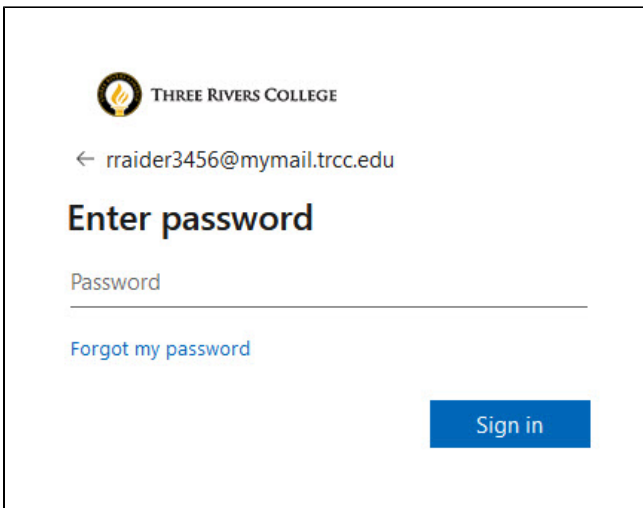 THREE RIVERS COLLEGE
← rraider3456@mymail.trcc.edu
Enter password
Password
Forgot my password
Sign in